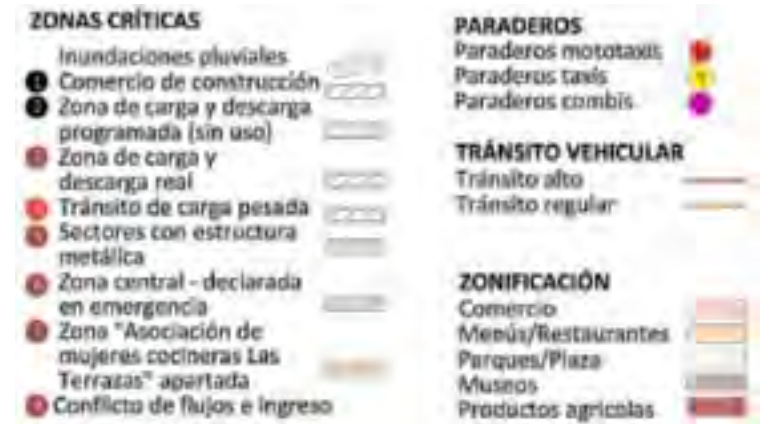 ZONAS CRÍTICAS
Inundaciones pluviales
1 Comercio de construcción
2 Zona de carga y descarga
programada (sin uso)
Zona de carga y
descarga real
Tránsito de carga pesada
Sectores con estructura
metálica
Zona central - declarada
en emergencia
Zona "Asociación de
mujeres cocineras Las
Terrazas" apartada
Conflicto de flujos e ingreso
PARADEROS
Paraderos mototaxis
Paraderos taxis
Paraderos combis
TRÁNSITO VEHICULAR
Tránsito alto
Tránsito regular
ZONIFICACIÓN
Comercio
Menús/Restaurantes
Parques/Plaza
Museos
Productos agrícolas